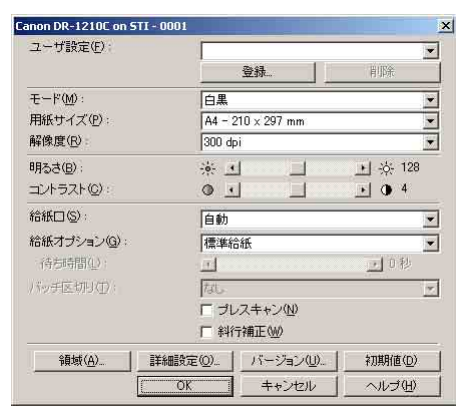 Canon DR-1210C on STI - 0001
ユーザ設定(F) :
登録... 削除
モード(M) : 白黒
用紙サイズ(P) : A4 - 210 x 297 mm
解像度(R) : 300 dpi
明るさ(B) : 128
コントラスト(C) : 4
給紙口(S) : 自動
給紙オプション(G) : 標準給紙
待ち時間(L) : 0 秒
バッチ区切り(T) : なし
プレスキャン(N)
斜行補正(W)
領域(A)... 詳細設定(O)... バージョン(U)... 初期値(D)
OK キャンセル ヘルプ(H)